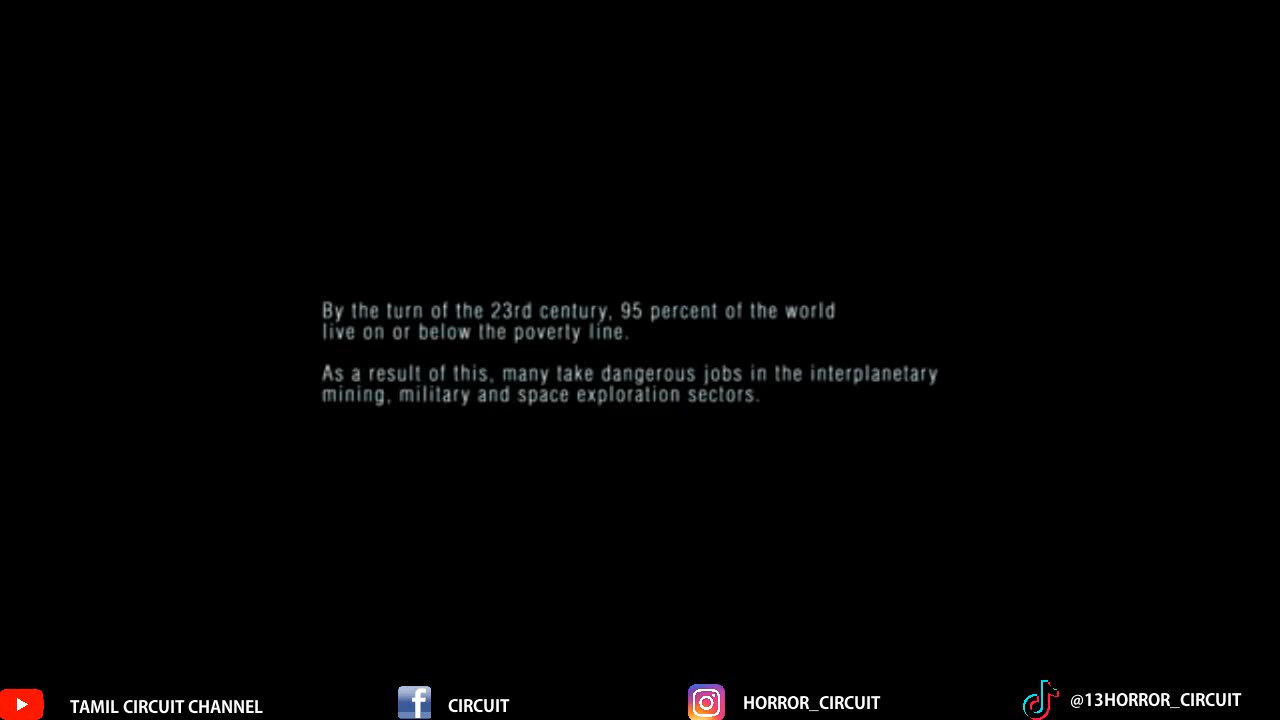 By the turn of the 23rd century, 95 percent of the world
live on or below the poverty line.
As a result of this, many take dangerous jobs in the interplanetary
mining, military and space exploration sectors.
TAMIL CIRCUIT CHANNEL
f CIRCUIT
HORROR_CIRCUIT
@13HORROR_CIRCUIT